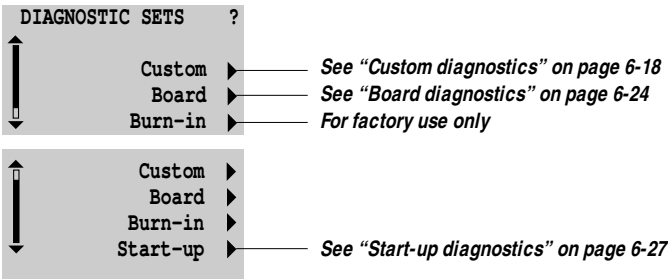 DIAGNOSTIC SETS ?
Custom See “Custom diagnostics” on page 6-18
Board See “Board diagnostics” on page 6-24
Burn-in For factory use only
Custom
Board
Burn-in
Start-up See “Start-up diagnostics” on page 6-27